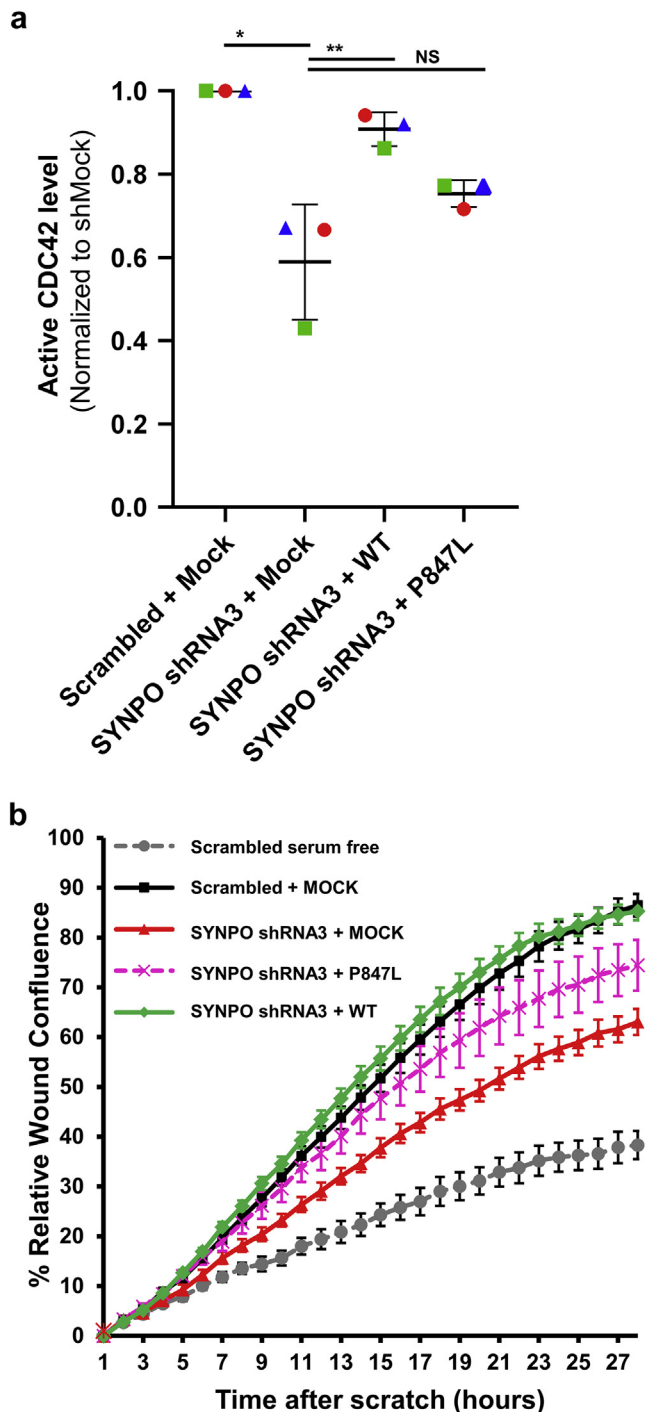 a
* ** NS
1.0
0.8
0.6
0.4
0.2
0.0
Active CDC42 level
(Normalized to shMock)
Scrambled + Mock
SYNPO shRNA3 + Mock
SYNPO shRNA3 + WT
SYNPO shRNA3 + P847L
b
100
90
80
70
60
50
40
30
20
10
0
% Relative Wound Confluence
Scrambled serum free
Scrambled + MOCK
SYNPO shRNA3 + MOCK
SYNPO shRNA3 + P847L
SYNPO shRNA3 + WT
1 3 5 7 9 11 13 15 17 19 21 23 25 27
Time after scratch (hours)